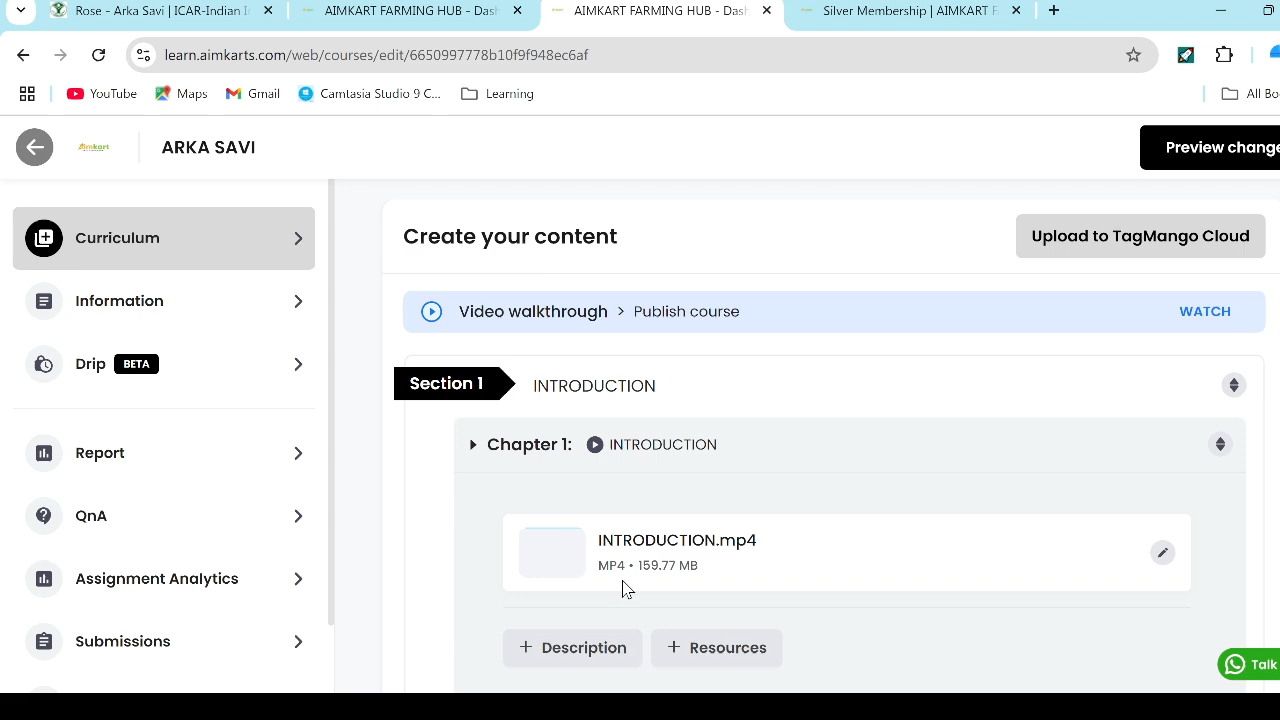 Rose - Arka Savi | ICAR-Indian I
AIMKART FARMING HUB - Dash
AIMKART FARMING HUB - Dash
Silver Membership | AIMKART F
learn.aimkarts.com/web/courses/edit/6650997778b10f9f948ec6af
YouTube
Maps
Gmail
Camtasia Studio 9 C...
Learning
All Bo
Aimkart
ARKA SAVI
Preview change
Curriculum
Create your content
Upload to TagMango Cloud
Information
Video walkthrough > Publish course
WATCH
Drip BETA
Section 1
INTRODUCTION
Report
Chapter 1: INTRODUCTION
QnA
INTRODUCTION.mp4
MP4 • 159.77 MB
Assignment Analytics
Submissions
+ Description
+ Resources
Talk